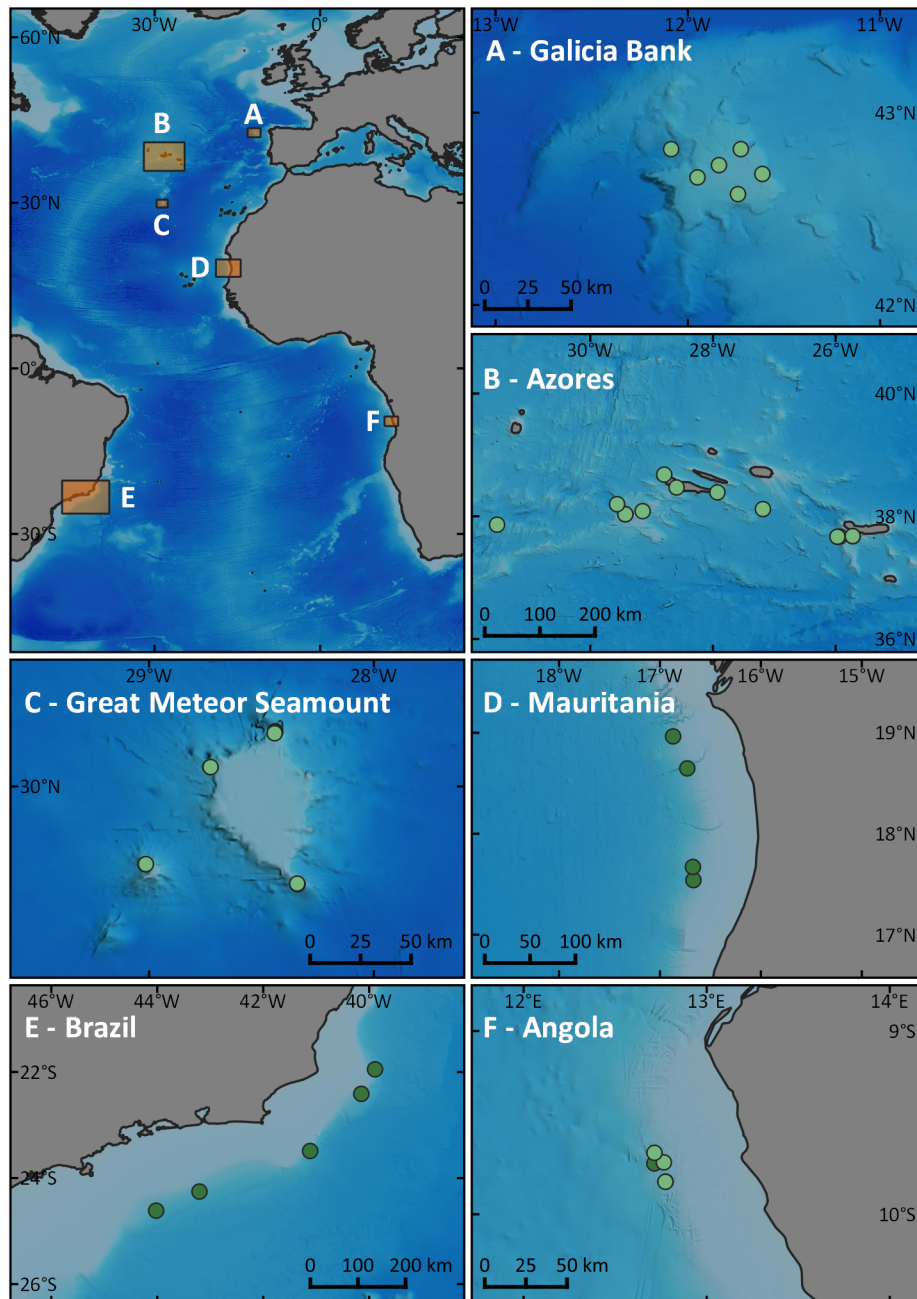 30°W 0°
60°N
A
B
30°N
C
D
0°
F
E
30°S
13°W 12°W 11°W
A - Galicia Bank
43°N
0 25 50 km
42°N
30°W 28°W 26°W
B - Azores
40°N
38°N
0 100 200 km
36°N
29°W 28°W
C - Great Meteor Seamount
30°N
0 25 50 km
18°W 17°W 16°W 15°W
D - Mauritania
19°N
18°N
0 50 100 km
17°N
46°W 44°W 42°W 40°W
E - Brazil
22°S
24°S
0 100 200 km
26°S
12°E 13°E 14°E
F - Angola
9°S
10°S
0 25 50 km